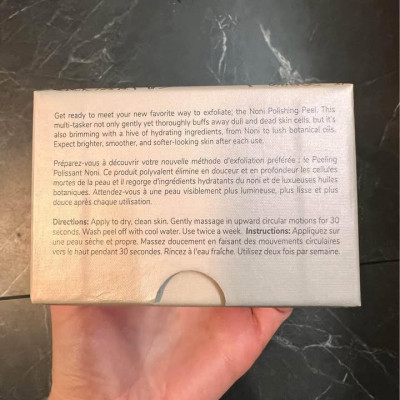 Get ready to meet your new favorite way to exfoliate; the Noni Polishing Peel. This
multi-tasker not only gently yet thoroughly buffs away dull and dead skin cells, but it's
also brimming with a hive of hydrating ingredients, from Noni to lush botanical oils.
Expect brighter, smoother, and softer-looking skin after each use.
Préparez-vous à découvrir votre nouvelle méthode d'exfoliation préférée : le Peeling
Polissant Noni. Ce produit polyvalent élimine en douceur et en profondeur les cellules
mortes de la peau et il regorge d'ingrédients hydratants du noni et de luxueuses huiles
botaniques. Attendez-vous à une peau visiblement plus lumineuse, plus lisse et plus
douce après chaque utilisation.
Directions: Apply to dry, clean skin. Gently massage in upward circular motions for 30
seconds. Wash peel off with cool water. Use twice a week. Instructions: Appliquez sur
une peau sèche et propre. Massez doucement en faisant des mouvements circulaires
vers le haut pendant 30 secondes. Rincez à l'eau fraîche. Utilisez deux fois par semaine.